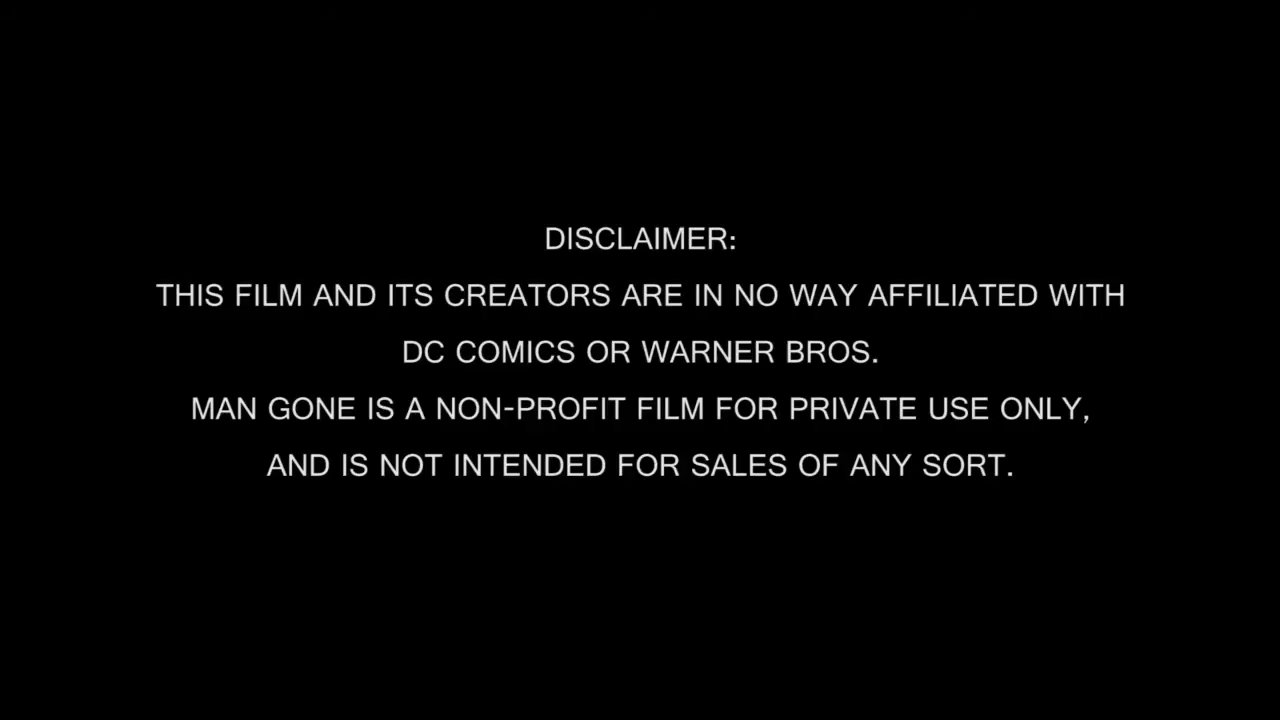 DISCLAIMER:
THIS FILM AND ITS CREATORS ARE IN NO WAY AFFILIATED WITH
DC COMICS OR WARNER BROS.
MAN GONE IS A NON-PROFIT FILM FOR PRIVATE USE ONLY,
AND IS NOT INTENDED FOR SALES OF ANY SORT.